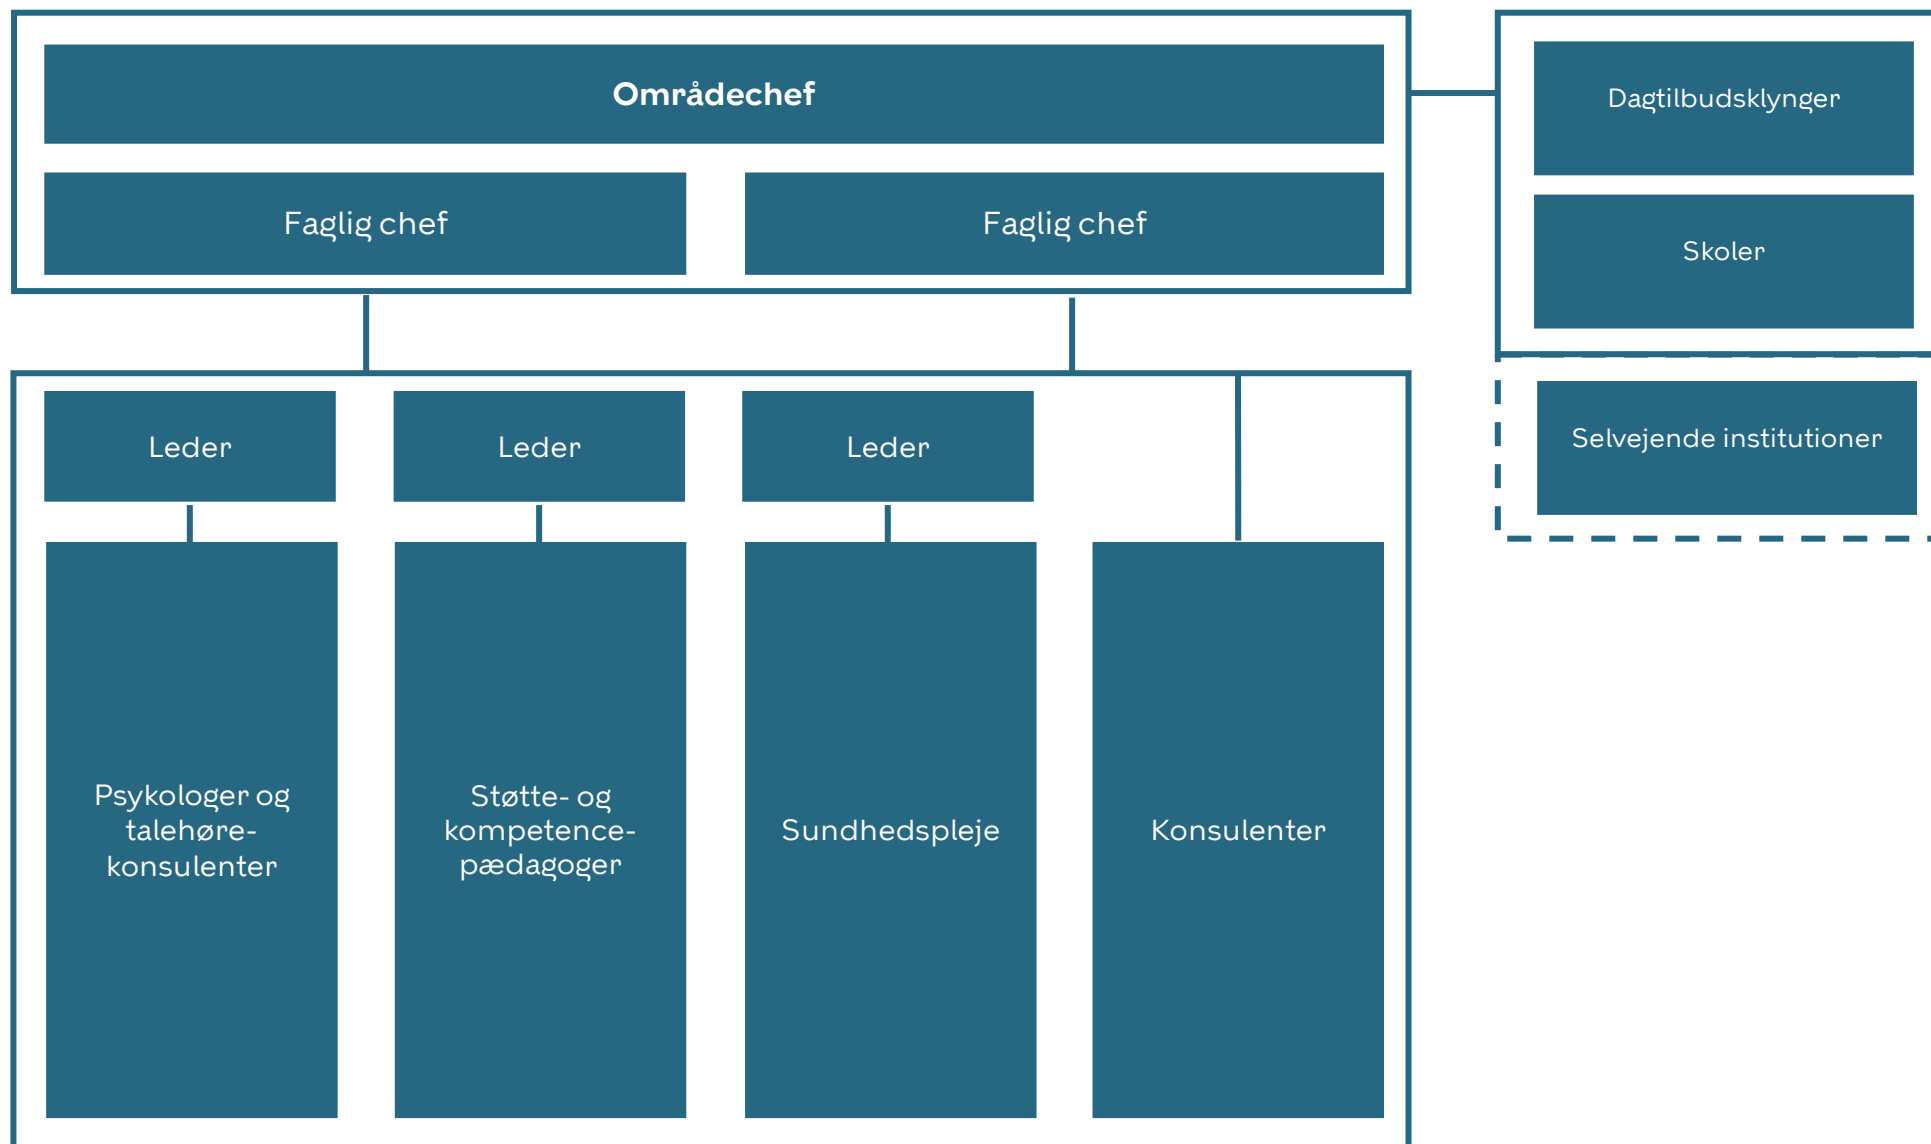 Områdechef
Faglig chef
Faglig chef
Dagtilbudsklynger
Skoler
Selvejende institutioner
Leder
Leder
Leder
Psykologer og
talehøre-
konsulenter
Støtte- og
kompetence-
pædagoger
Sundhedspleje
Konsulenter